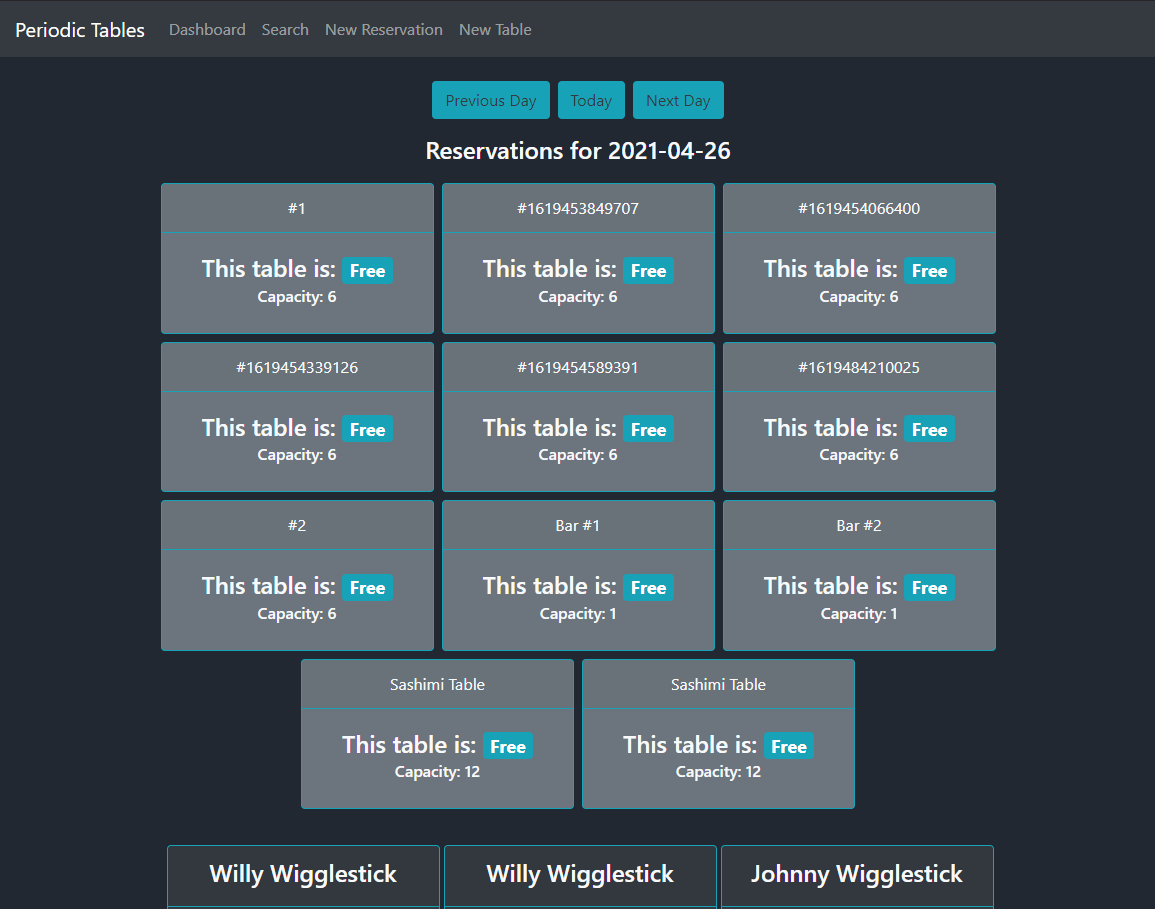 Periodic Tables Dashboard Search New Reservation New Table
Previous Day Today Next Day
Reservations for 2021-04-26
#1 #1619453849707 #1619454066400
This table is: Free This table is: Free This table is: Free
Capacity: 6 Capacity: 6 Capacity: 6
#1619454339126 #1619454589391 #1619484210025
This table is: Free This table is: Free This table is: Free
Capacity: 6 Capacity: 6 Capacity: 6
#2 Bar #1 Bar #2
This table is: Free This table is: Free This table is: Free
Capacity: 6 Capacity: 1 Capacity: 1
Sashimi Table Sashimi Table
This table is: Free This table is: Free
Capacity: 12 Capacity: 12
Willy Wigglestick Willy Wigglestick Johnny Wigglestick